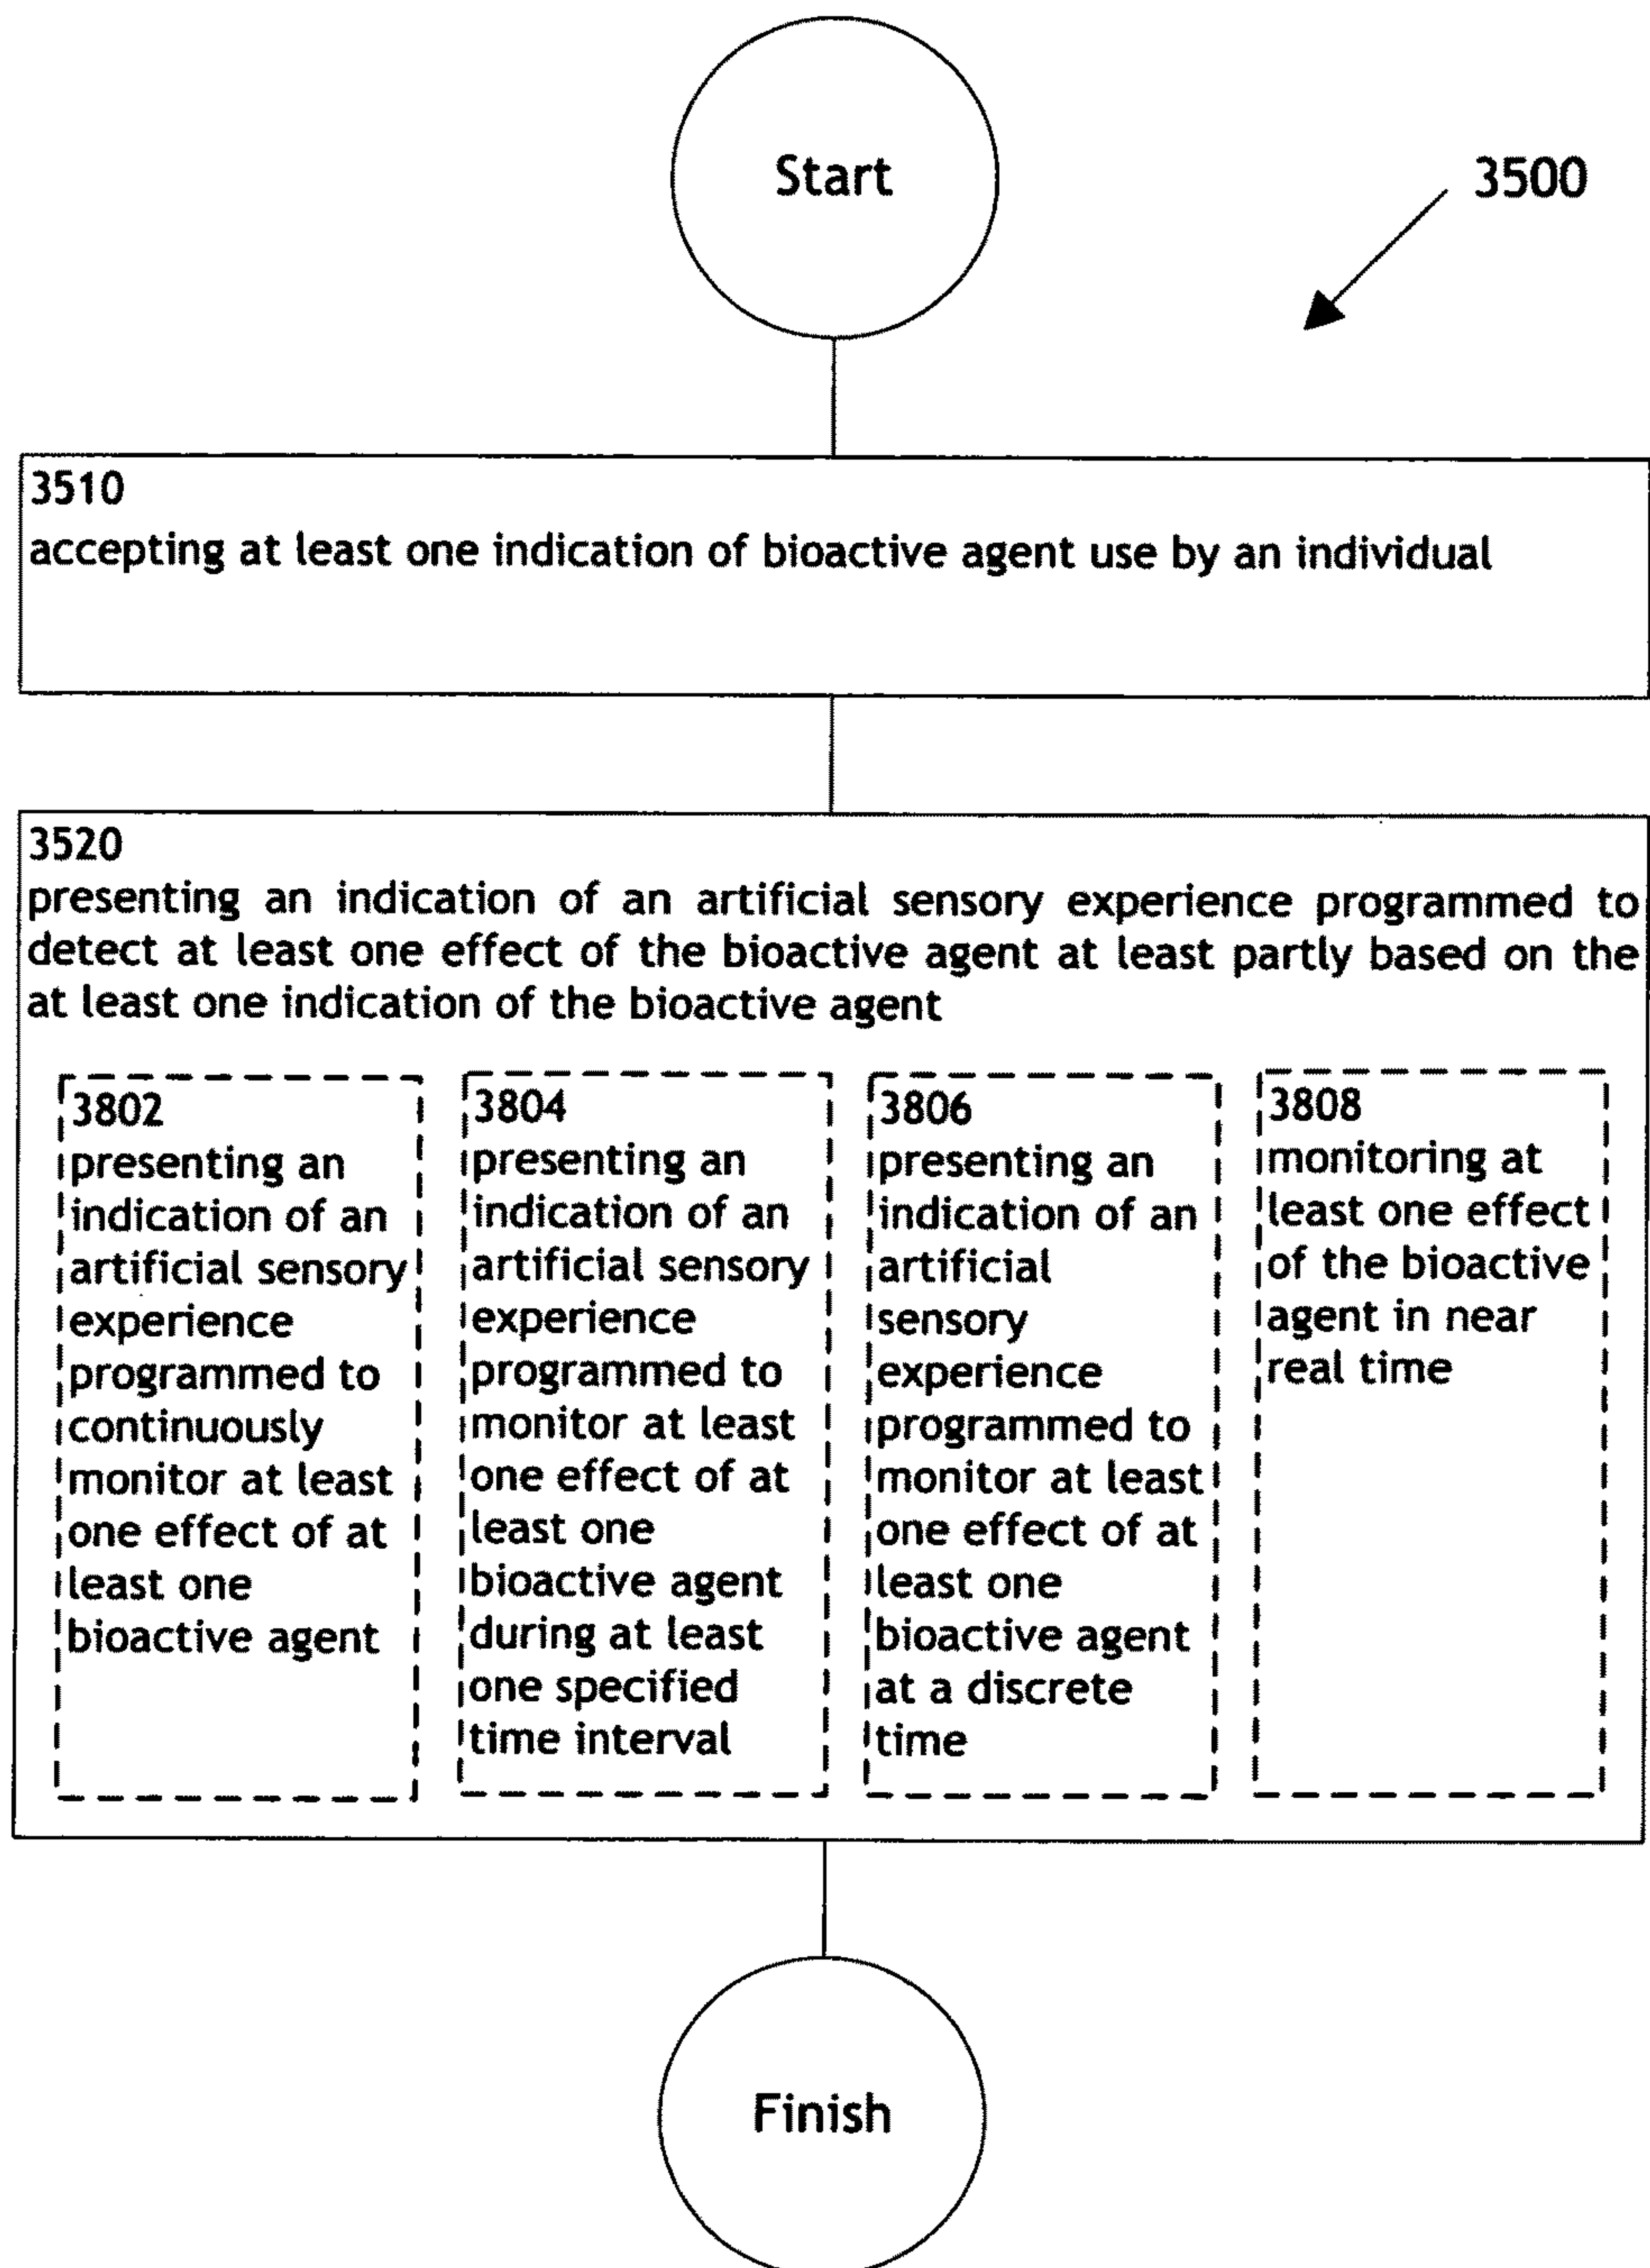 Start
3500
3510
accepting at least one indication of bioactive agent use by an individual
3520
presenting an indication of an artificial sensory experience programmed to
detect at least one effect of the bioactive agent at least partly based on the
at least one indication of the bioactive agent
3802
presenting an
indication of an
artificial sensory
experience
programmed to
continuously
monitor at least
one effect of at
least one
bioactive agent
3804
presenting an
indication of an
artificial sensory
experience
programmed to
monitor at least
one effect of at
least one
bioactive agent
during at least
one specified
time interval
3806
presenting an
indication of an
artificial
sensory
experience
programmed to
monitor at least
one effect of at
least one
bioactive agent
at a discrete
time
3808
monitoring at
least one effect
of the bioactive
agent in near
real time
Finish